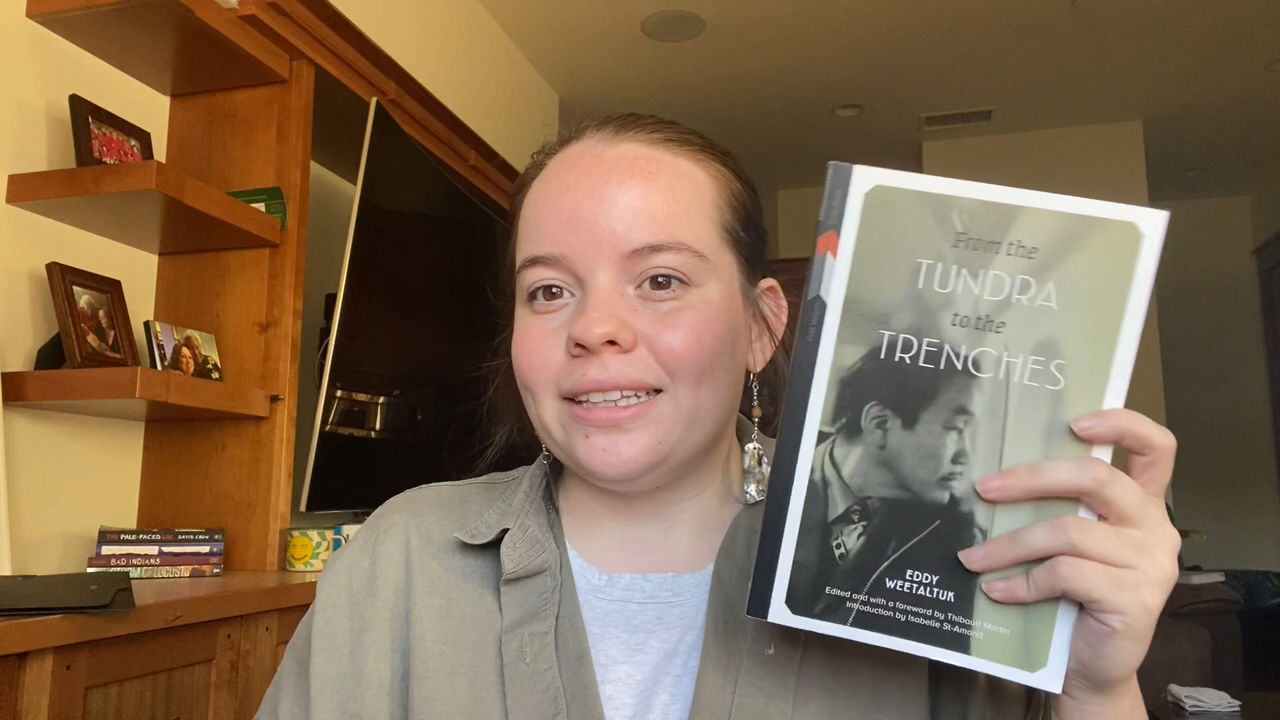 From the
TUNDRA
to the
TRENCHES
EDDY
WEETALTUK
Edited and with a foreword by Thibault Martin
Introduction by Isabelle St-Amand
THE PALE-FACED LIE DAVID CROW
BAD INDIANS